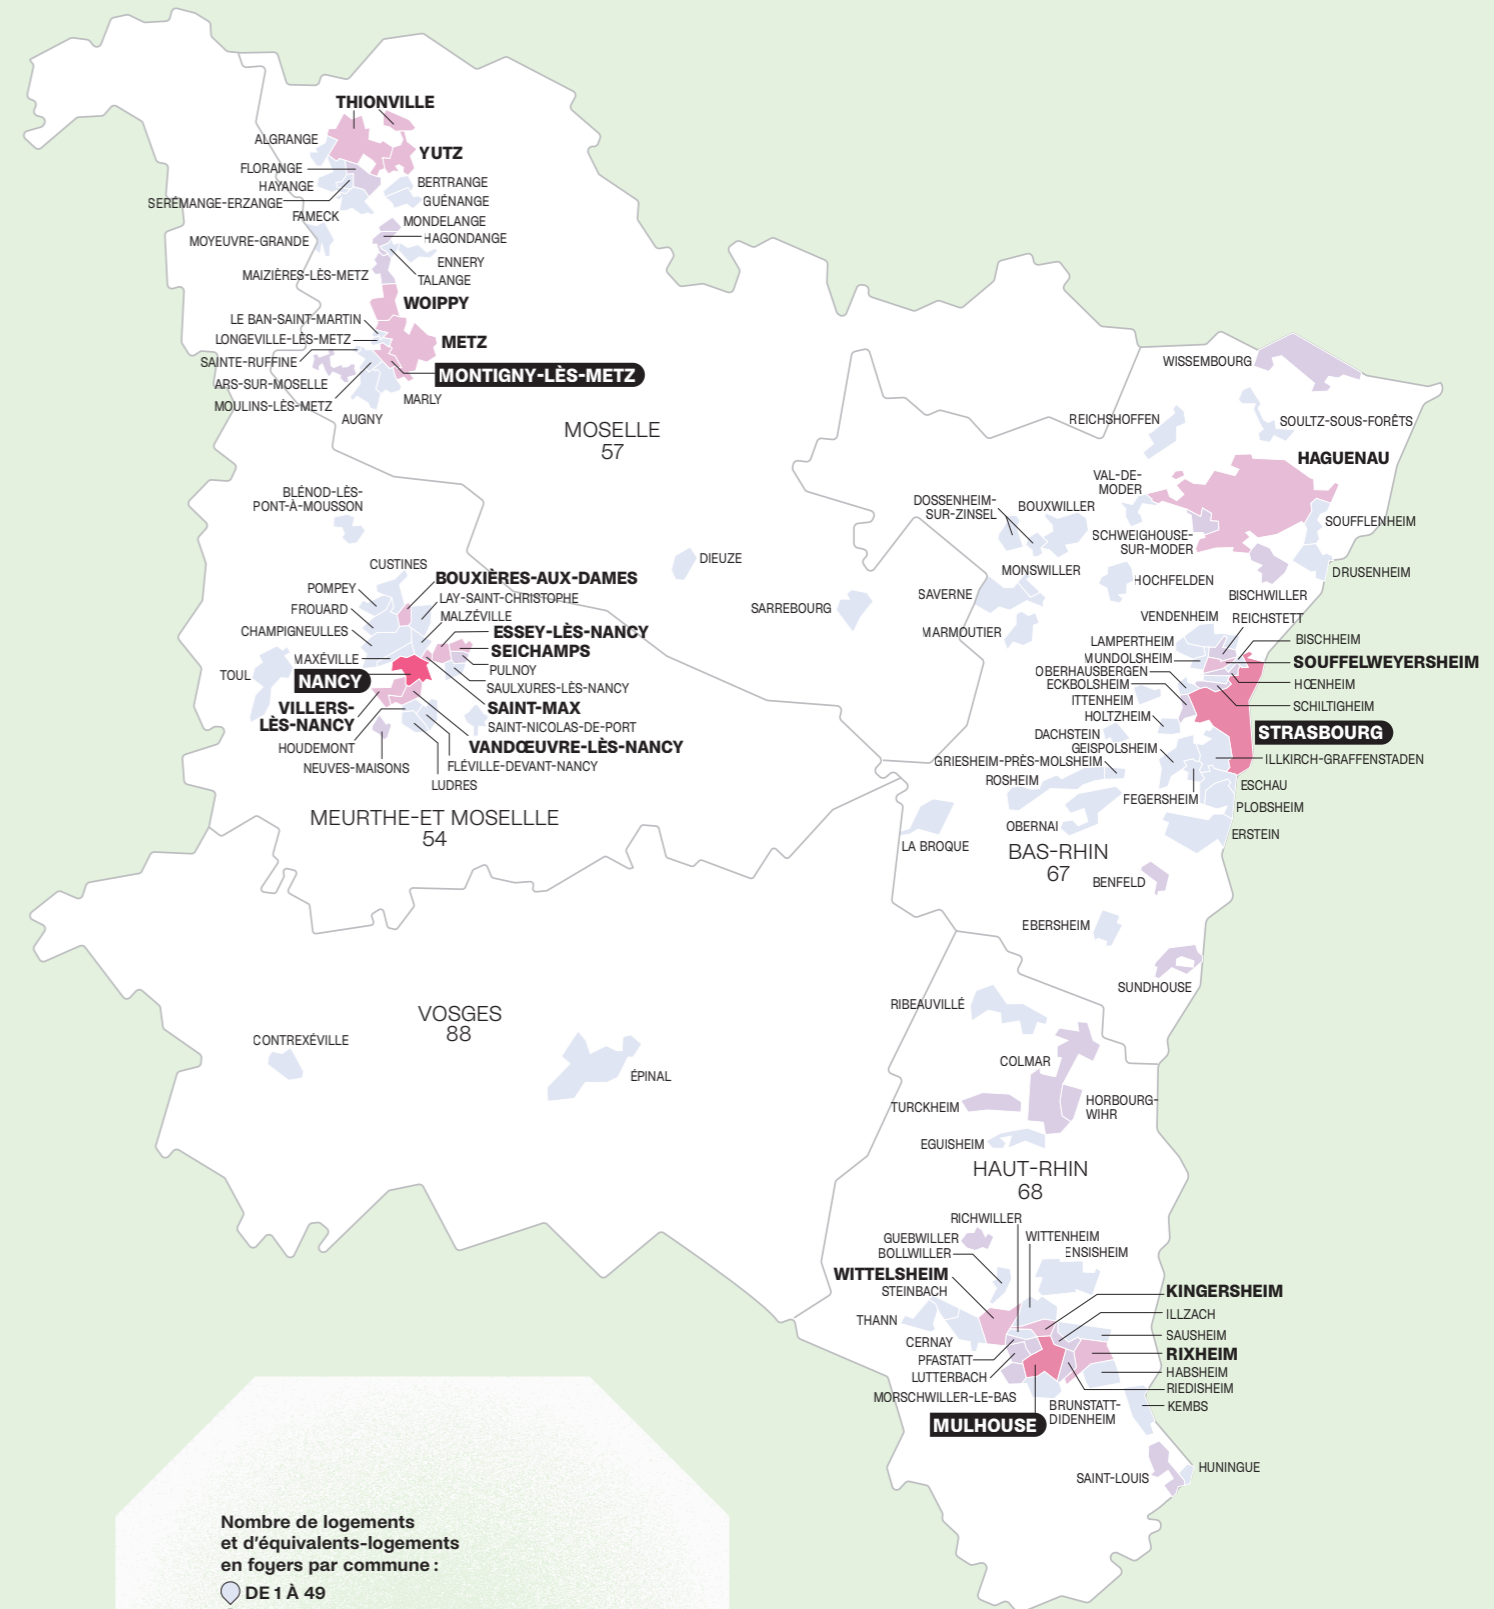 THIONVILLE
ALGRANGE
YUTZ
FLORANGE
HAYANGE
BERTRANGE
SERÉMANGE-ERZANGE
GUÉNANGE
FAMECK
MONDELANGE
MOYEUVRE-GRANDE
HAGONDANGE
ENNERY
MAIZIÈRES-LÈS-METZ
TALANGE
WOIPPY
LE BAN-SAINT-MARTIN
LONGEVILLE-LÈS-METZ
METZ
SAINTE-RUFFINE
MONTIGNY-LÈS-METZ
ARS-SUR-MOSELLE
MARLY
MOULINS-LÈS-METZ
AUGNY
MOSELLE
57
BLÉNOD-LÈS-
PONT-À-MOUSSON
DIEUZE
SARREBOURG
CUSTINES
BOUXIÈRES-AUX-DAMES
POMPEY
LAY-SAINT-CHRISTOPHE
FROUARD
MALZÉVILLE
CHAMPIGNEULLES
ESSEY-LÈS-NANCY
SEICHAMPS
MAXÉVILLE
PULNOY
TOUL
NANCY
SAULXURES-LÈS-NANCY
VILLERS-
LÈS-NANCY
SAINT-MAX
SAINT-NICOLAS-DE-PORT
HOUDEMONT
VANDŒUVRE-LÈS-NANCY
NEUVES-MAISONS
FLÉVILLE-DEVANT-NANCY
LUDRES
MEURTHE-ET MOSELLLE
54
WISSEMBOURG
REICHSHOFFEN
SOULTZ-SOUS-FORÊTS
HAGUENAU
VAL-DE-
MODER
DOSSENHEIM-
SUR-ZINSEL
BOUXWILLER
SOUFFLENHEIM
SCHWEIGHOUSE-
SUR-MODER
MONSWILLER
HOCHFELDEN
DRUSENHEIM
SAVERNE
BISCHWILLER
MARMOUTIER
VENDENHEIM
REICHSTETT
LAMPERTHEIM
BISCHHEIM
MUNDOLSHEIM
SOUFFELWEYERSHEIM
OBERHAUSBERGEN
HŒNHEIM
ECKBOLSHEIM
ITTENHEIM
SCHILTIGHEIM
HOLTZHEIM
STRASBOURG
DACHSTEIN
GEISPOLSHEIM
GRIESHEIM-PRÈS-MOLSHEIM
ILLKIRCH-GRAFFENSTADEN
ROSHEIM
ESCHAU
FEGERSHEIM
PLOBSHEIM
OBERNAI
ERSTEIN
LA BROQUE
BAS-RHIN
67
BENFELD
EBERSHEIM
SUNDHOUSE
VOSGES
88
CONTREXÉVILLE
ÉPINAL
RIBEAUVILLÉ
COLMAR
TURCKHEIM
HORBOURG-
WIHR
EGUISHEIM
HAUT-RHIN
68
RICHWILLER
GUEBWILLER
WITTENHEIM
BOLLWILLER
ENSISHEIM
WITTELSHEIM
STEINBACH
KINGERSHEIM
THANN
ILLZACH
CERNAY
SAUSHEIM
PFASTATT
RIXHEIM
LUTTERBACH
HABSHEIM
MORSCHWILLER-LE-BAS
RIEDISHEIM
BRUNSTATT-
DIDENHEIM
KEMBS
MULHOUSE
SAINT-LOUIS
HUNINGUE
Nombre de logements
et d'équivalents-logements
en foyers par commune :
DE 1 À 49